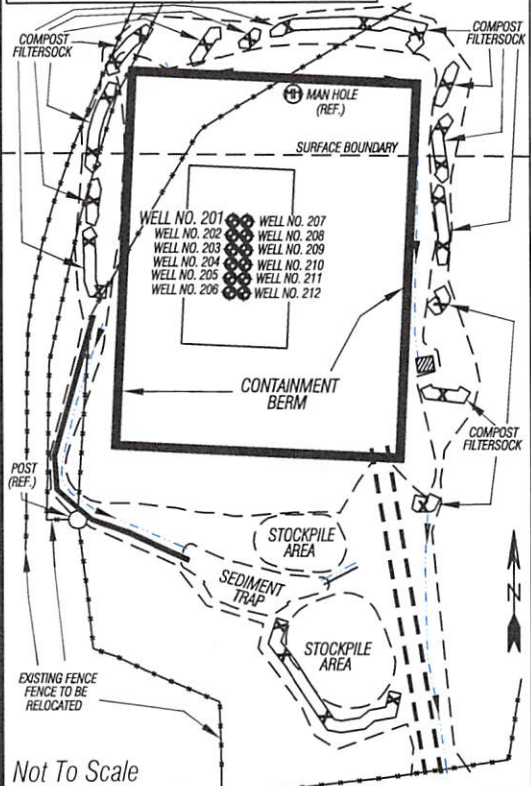 COMPOST
FILTERSOCK
COMPOST
FILTERSOCK
MH
MAN HOLE
(REF.)
SURFACE BOUNDARY
WELL NO. 201
WELL NO. 202
WELL NO. 203
WELL NO. 204
WELL NO. 205
WELL NO. 206
WELL NO. 207
WELL NO. 208
WELL NO. 209
WELL NO. 210
WELL NO. 211
WELL NO. 212
CONTAINMENT
BERM
COMPOST
FILTERSOCK
POST
(REF.)
STOCKPILE
AREA
SEDIMENT
TRAP
STOCKPILE
AREA
N
EXISTING FENCE
FENCE TO BE
RELOCATED
Not To Scale